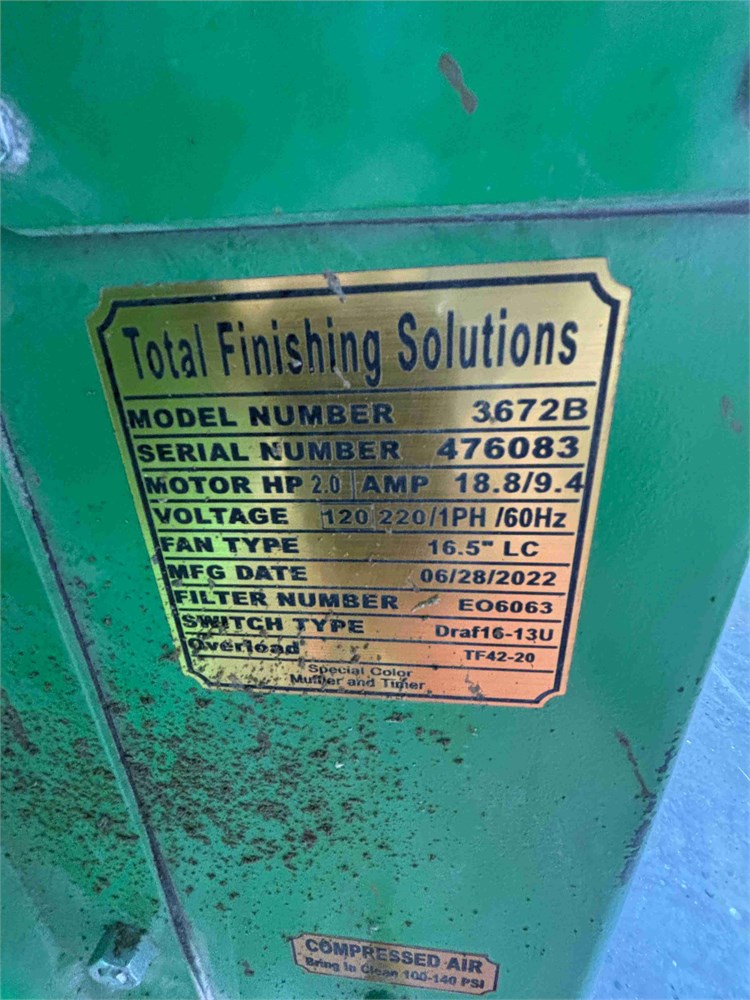 Total Finishing Solutions
MODEL NUMBER 3672B
SERIAL NUMBER 476083
MOTOR HP 2.0 AMP 18.8/9.4
VOLTAGE 120 220/1PH /60Hz
FAN TYPE 16.5" LC
MFG DATE 06/28/2022
FILTER NUMBER EO6063
SWITCH TYPE Draf16-13U
Overload TF42-20
Special Color
Muffler and Timer
COMPRESSED AIR
Bring in Clean 100-140 PSI